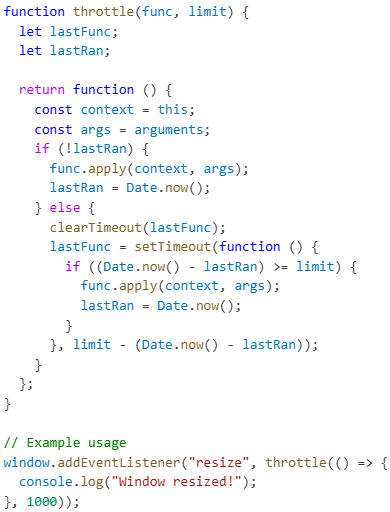 function throttle(func, limit) {
  let lastFunc;
  let lastRan;

  return function () {
    const context = this;
    const args = arguments;
    if (!lastRan) {
      func.apply(context, args);
      lastRan = Date.now();
    } else {
      clearTimeout(lastFunc);
      lastFunc = setTimeout(function () {
        if ((Date.now() - lastRan) >= limit) {
          func.apply(context, args);
          lastRan = Date.now();
        }
      }, limit - (Date.now() - lastRan));
    }
  };
}

// Example usage
window.addEventListener("resize", throttle(() => {
  console.log("Window resized!");
}, 1000));